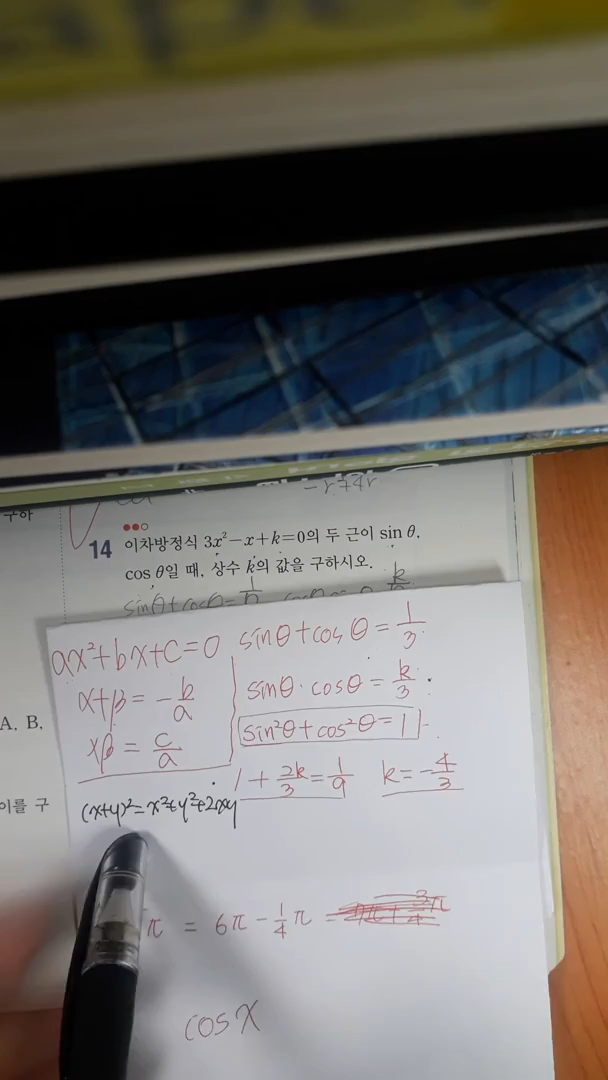 14 이차방정식 3x²−x+k=0의 두 근이 sin θ,
cos θ일 때, 상수 k의 값을 구하시오.
A, B,
이를 구
ax²+bx+c=0
α+β = −b/a
αβ = c/a
sinθ+cosθ = 1/3
sinθ·cosθ = k/3
sin²θ+cos²θ=1
1+2k/3=1/9 k=−4/3
(x+y)²=x²+y²+2xy
π = 6π − 1/4π =
cos x